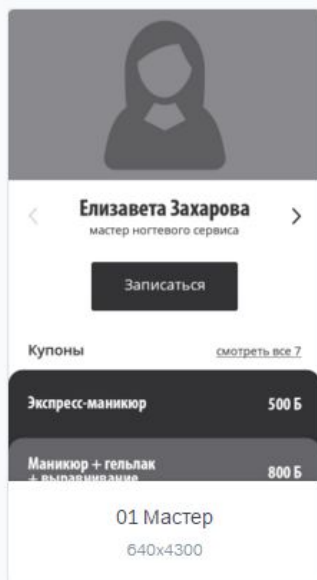 Елизавета Захарова
мастер ногтевого сервиса
Записаться
Купоны смотреть все 7
Экспресс-маникюр 500 Б
Маникюр + гельлак 800 Б
+ выравнивание
01 Мастер
640x4300